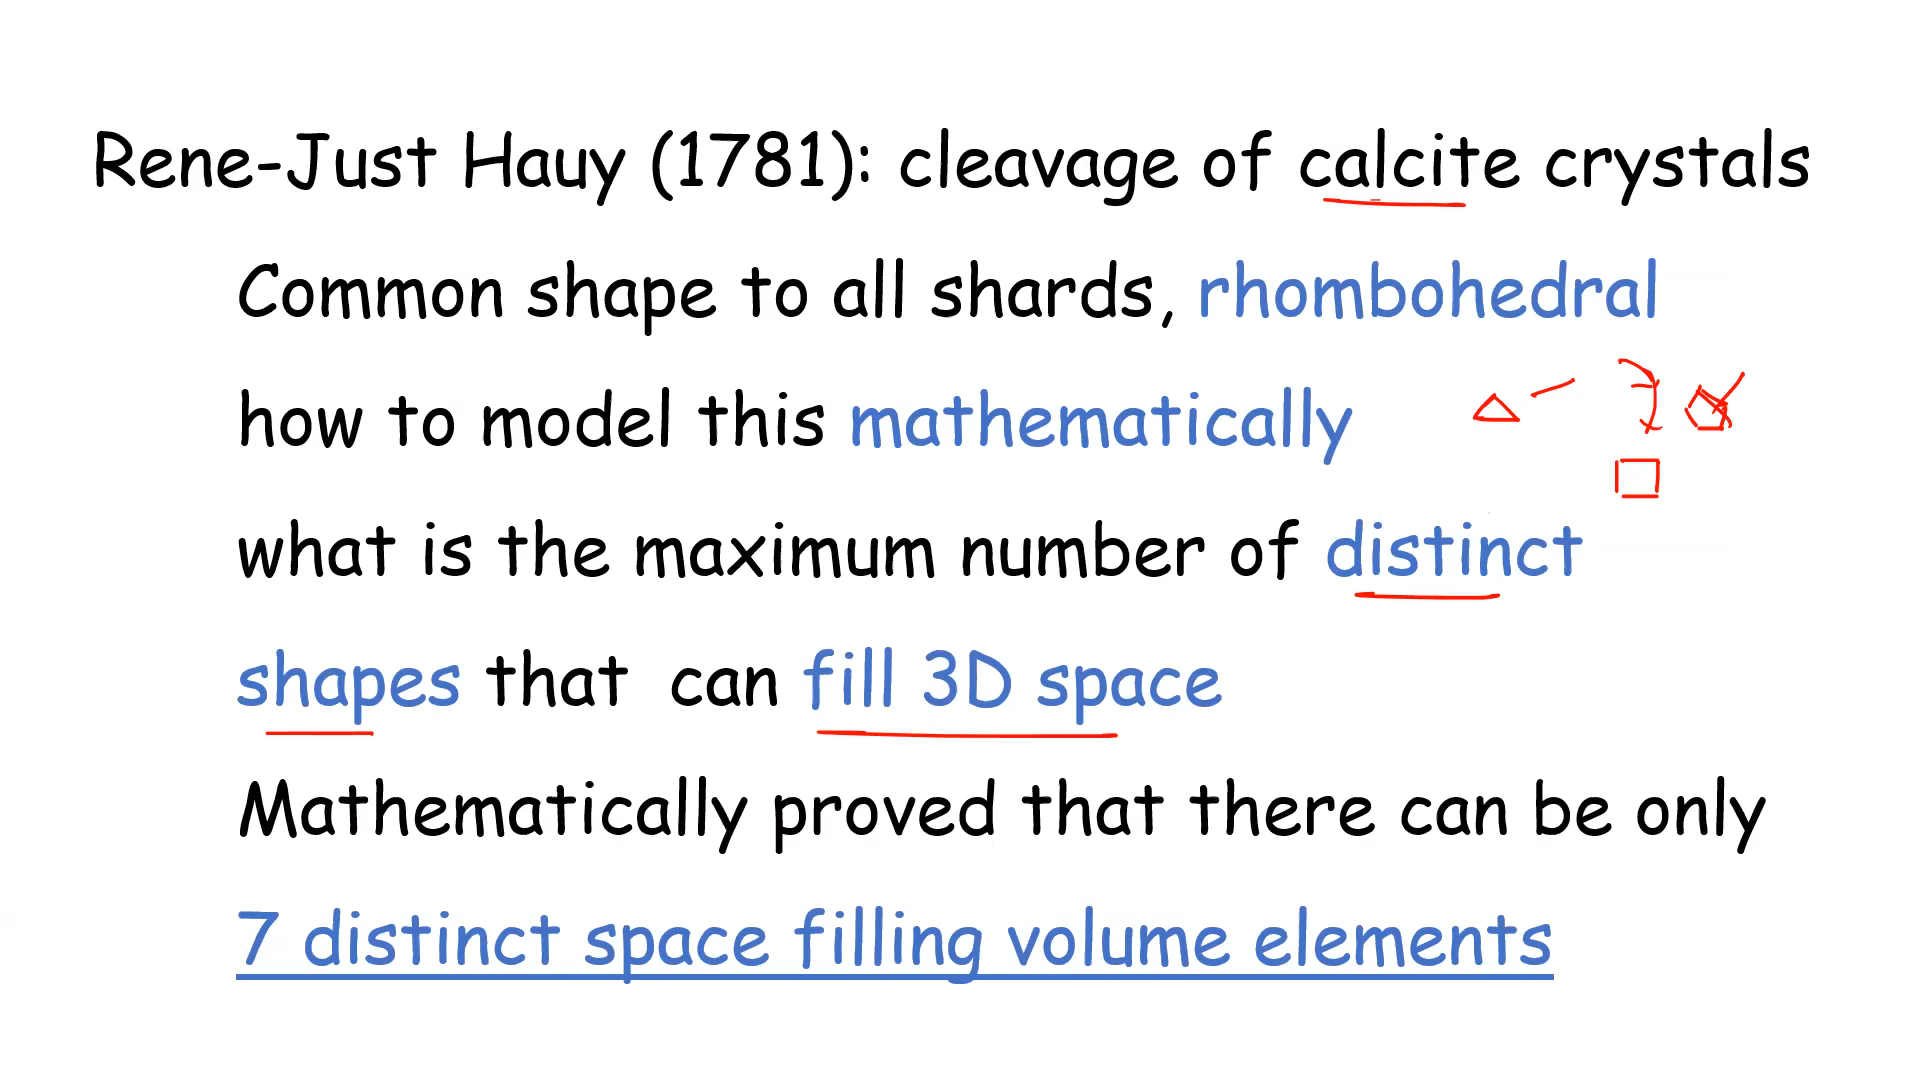 Rene-Just Hauy (1781): cleavage of calcite crystals
Common shape to all shards, rhombohedral
how to model this mathematically
what is the maximum number of distinct
shapes that can fill 3D space
Mathematically proved that there can be only
7 distinct space filling volume elements